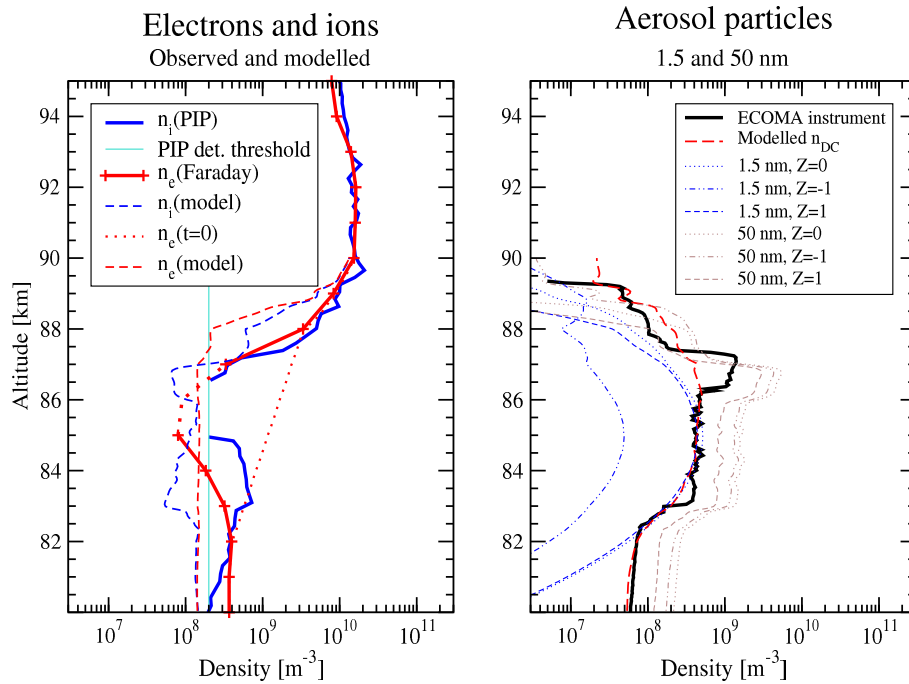 Electrons and ions
Observed and modelled
n_i(PIP)
PIP det. threshold
n_e(Faraday)
n_i(model)
n_e(t=0)
n_e(model)
Altitude [km]
94
92
90
88
86
84
82
10^7
10^8
10^9
10^10
10^11
Density [m^-3]
Aerosol particles
1.5 and 50 nm
ECOMA instrument
Modelled n_DC
1.5 nm, Z=0
1.5 nm, Z=-1
1.5 nm, Z=1
50 nm, Z=0
50 nm, Z=-1
50 nm, Z=1
94
92
90
88
86
84
82
10^7
10^8
10^9
10^10
10^11
Density [m^-3]